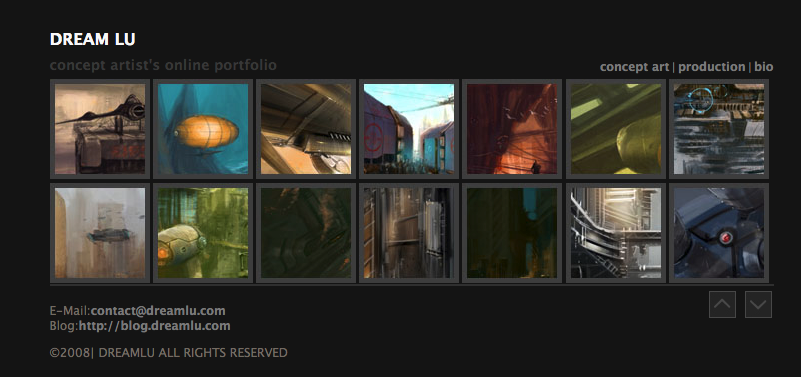 DREAM LU
concept artist's online portfolio
concept art | production | bio
E-Mail:contact@dreamlu.com
Blog:http://blog.dreamlu.com
©2008| DREAMLU ALL RIGHTS RESERVED